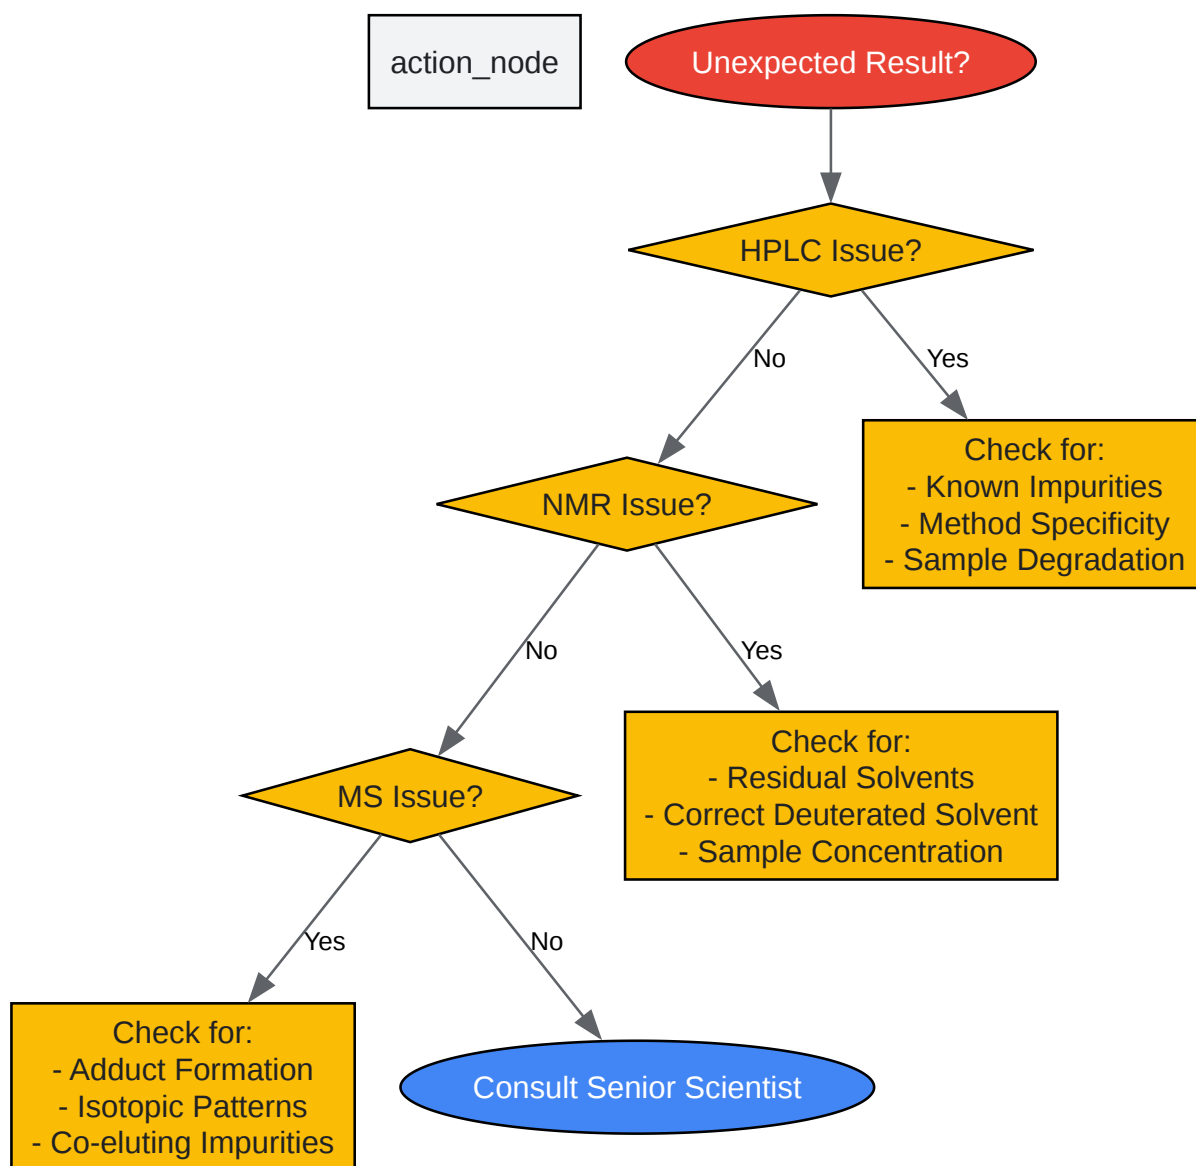 action_node
Unexpected Result?
HPLC Issue?
No
Yes
Check for:
- Known Impurities
- Method Specificity
- Sample Degradation
NMR Issue?
No
Yes
Check for:
- Residual Solvents
- Correct Deuterated Solvent
- Sample Concentration
MS Issue?
Yes
No
Check for:
- Adduct Formation
- Isotopic Patterns
- Co-eluting Impurities
Consult Senior Scientist